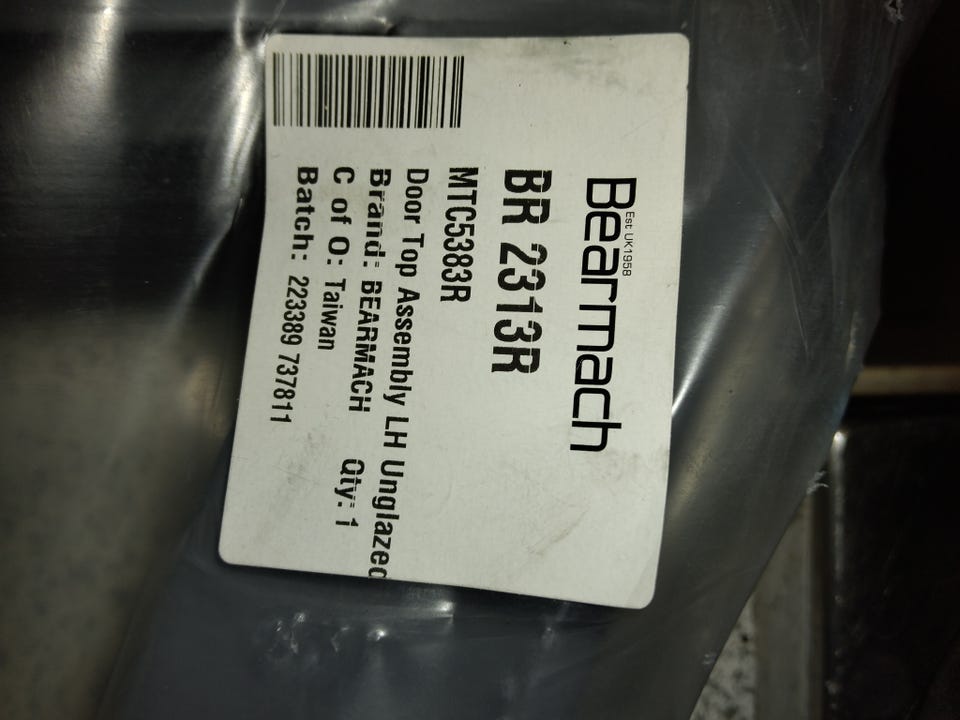 Bearmach
Est UK1958
BR 2313R
MTC5383R
Door Top Assembly LH Unglazed
Brand: BEARMACH Qty: 1
C of O: Taiwan
Batch: 223389 737811